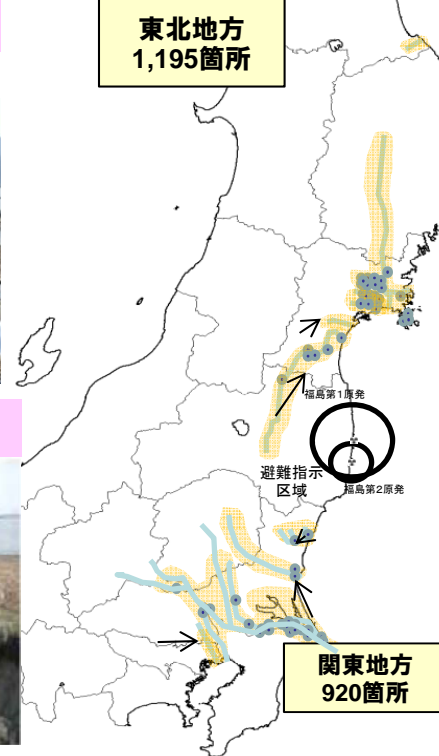 東北地方
1,195箇所
福島第1原発
避難指示
区域
福島第2原発
関東地方
920箇所